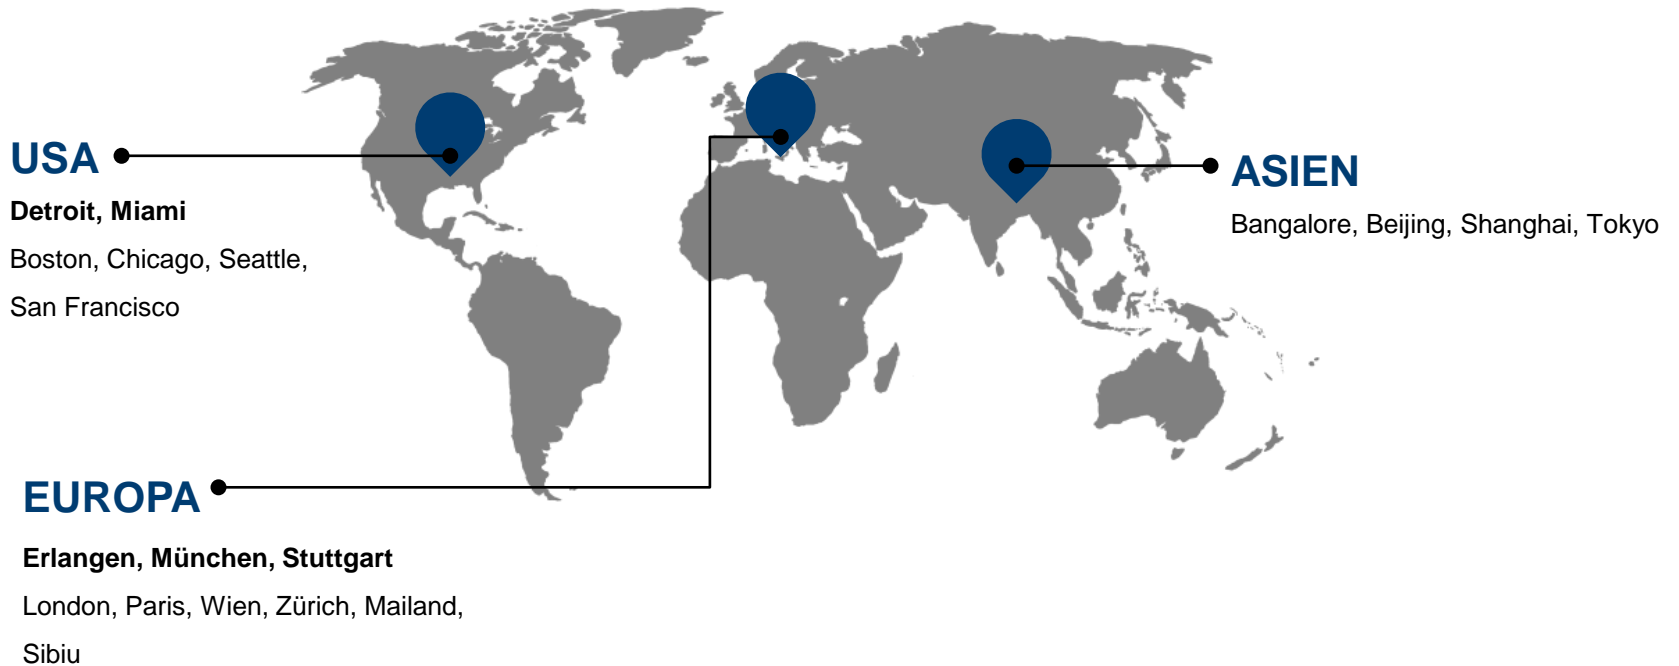 USA
Detroit, Miami
Boston, Chicago, Seattle,
San Francisco
ASIEN
Bangalore, Beijing, Shanghai, Tokyo
EUROPA
Erlangen, München, Stuttgart
London, Paris, Wien, Zürich, Mailand,
Sibiu